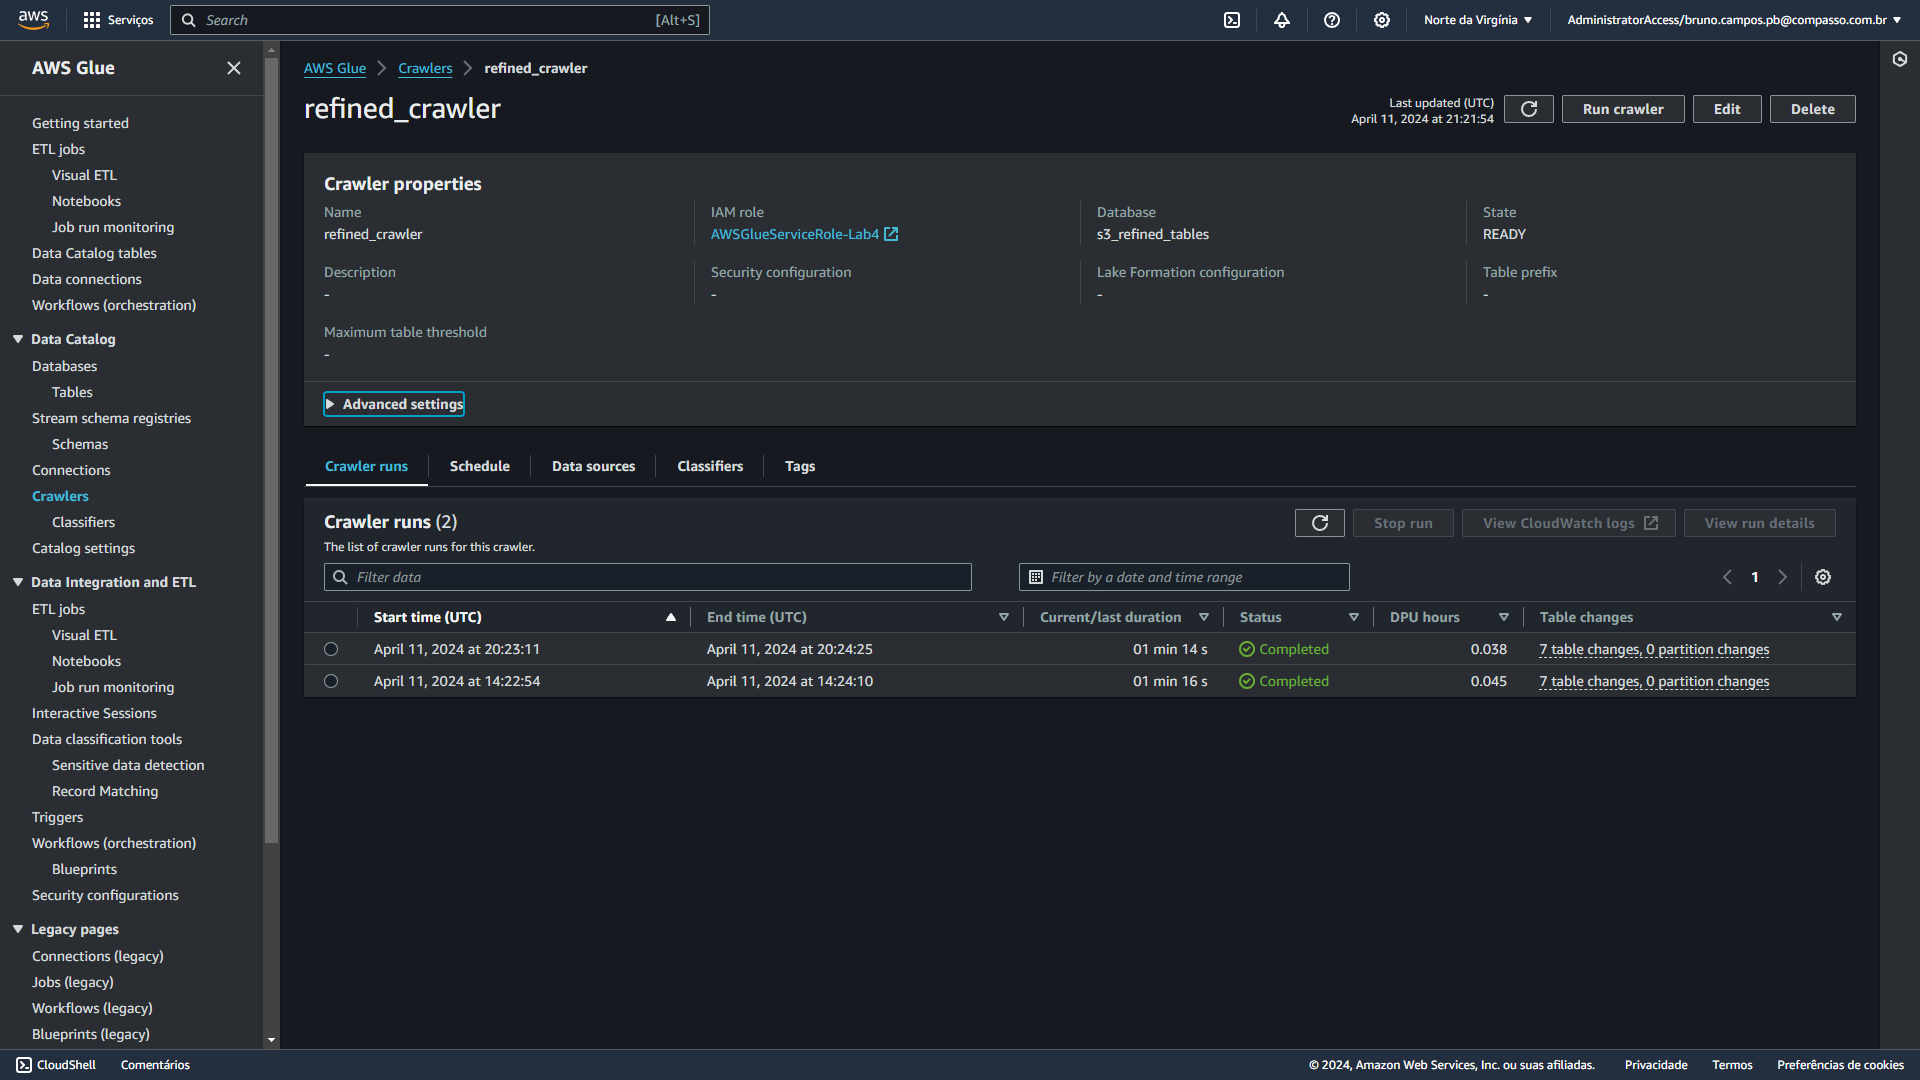 aws
Serviços
Search
[Alt+S]
Norte da Virgínia
AdministratorAccess/bruno.campos.pb@compasso.com.br
AWS Glue
Getting started
ETL jobs
Visual ETL
Notebooks
Job run monitoring
Data Catalog tables
Data connections
Workflows (orchestration)
Data Catalog
Databases
Tables
Stream schema registries
Schemas
Connections
Crawlers
Classifiers
Catalog settings
Data Integration and ETL
ETL jobs
Visual ETL
Notebooks
Job run monitoring
Interactive Sessions
Data classification tools
Sensitive data detection
Record Matching
Triggers
Workflows (orchestration)
Blueprints
Security configurations
Legacy pages
Connections (legacy)
Jobs (legacy)
Workflows (legacy)
Blueprints (legacy)
AWS Glue
Crawlers
refined_crawler
refined_crawler
Last updated (UTC)
April 11, 2024 at 21:21:54
Run crawler
Edit
Delete
Crawler properties
Name
refined_crawler
IAM role
AWSGlueServiceRole-Lab4
Database
s3_refined_tables
State
READY
Description
-
Security configuration
-
Lake Formation configuration
-
Table prefix
-
Maximum table threshold
-
Advanced settings
Crawler runs
Schedule
Data sources
Classifiers
Tags
Crawler runs (2)
The list of crawler runs for this crawler.
Stop run
View CloudWatch logs
View run details
Filter data
Filter by a date and time range
1
Start time (UTC) End time (UTC) Current/last duration Status DPU hours Table changes
April 11, 2024 at 20:23:11 April 11, 2024 at 20:24:25 01 min 14 s Completed 0.038 7 table changes, 0 partition changes
April 11, 2024 at 14:22:54 April 11, 2024 at 14:24:10 01 min 16 s Completed 0.045 7 table changes, 0 partition changes
CloudShell
Comentários
© 2024, Amazon Web Services, Inc. ou suas afiliadas.
Privacidade
Termos
Preferências de cookies